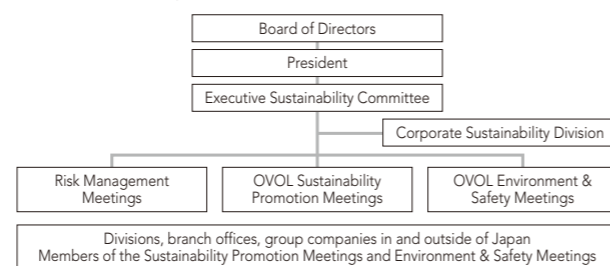 Board of Directors
President
Executive Sustainability Committee
Corporate Sustainability Division
Risk Management
Meetings
OVOL Sustainability
Promotion Meetings
OVOL Environment &
Safety Meetings
Divisions, branch offices, group companies in and outside of Japan
Members of the Sustainability Promotion Meetings and Environment & Safety Meetings